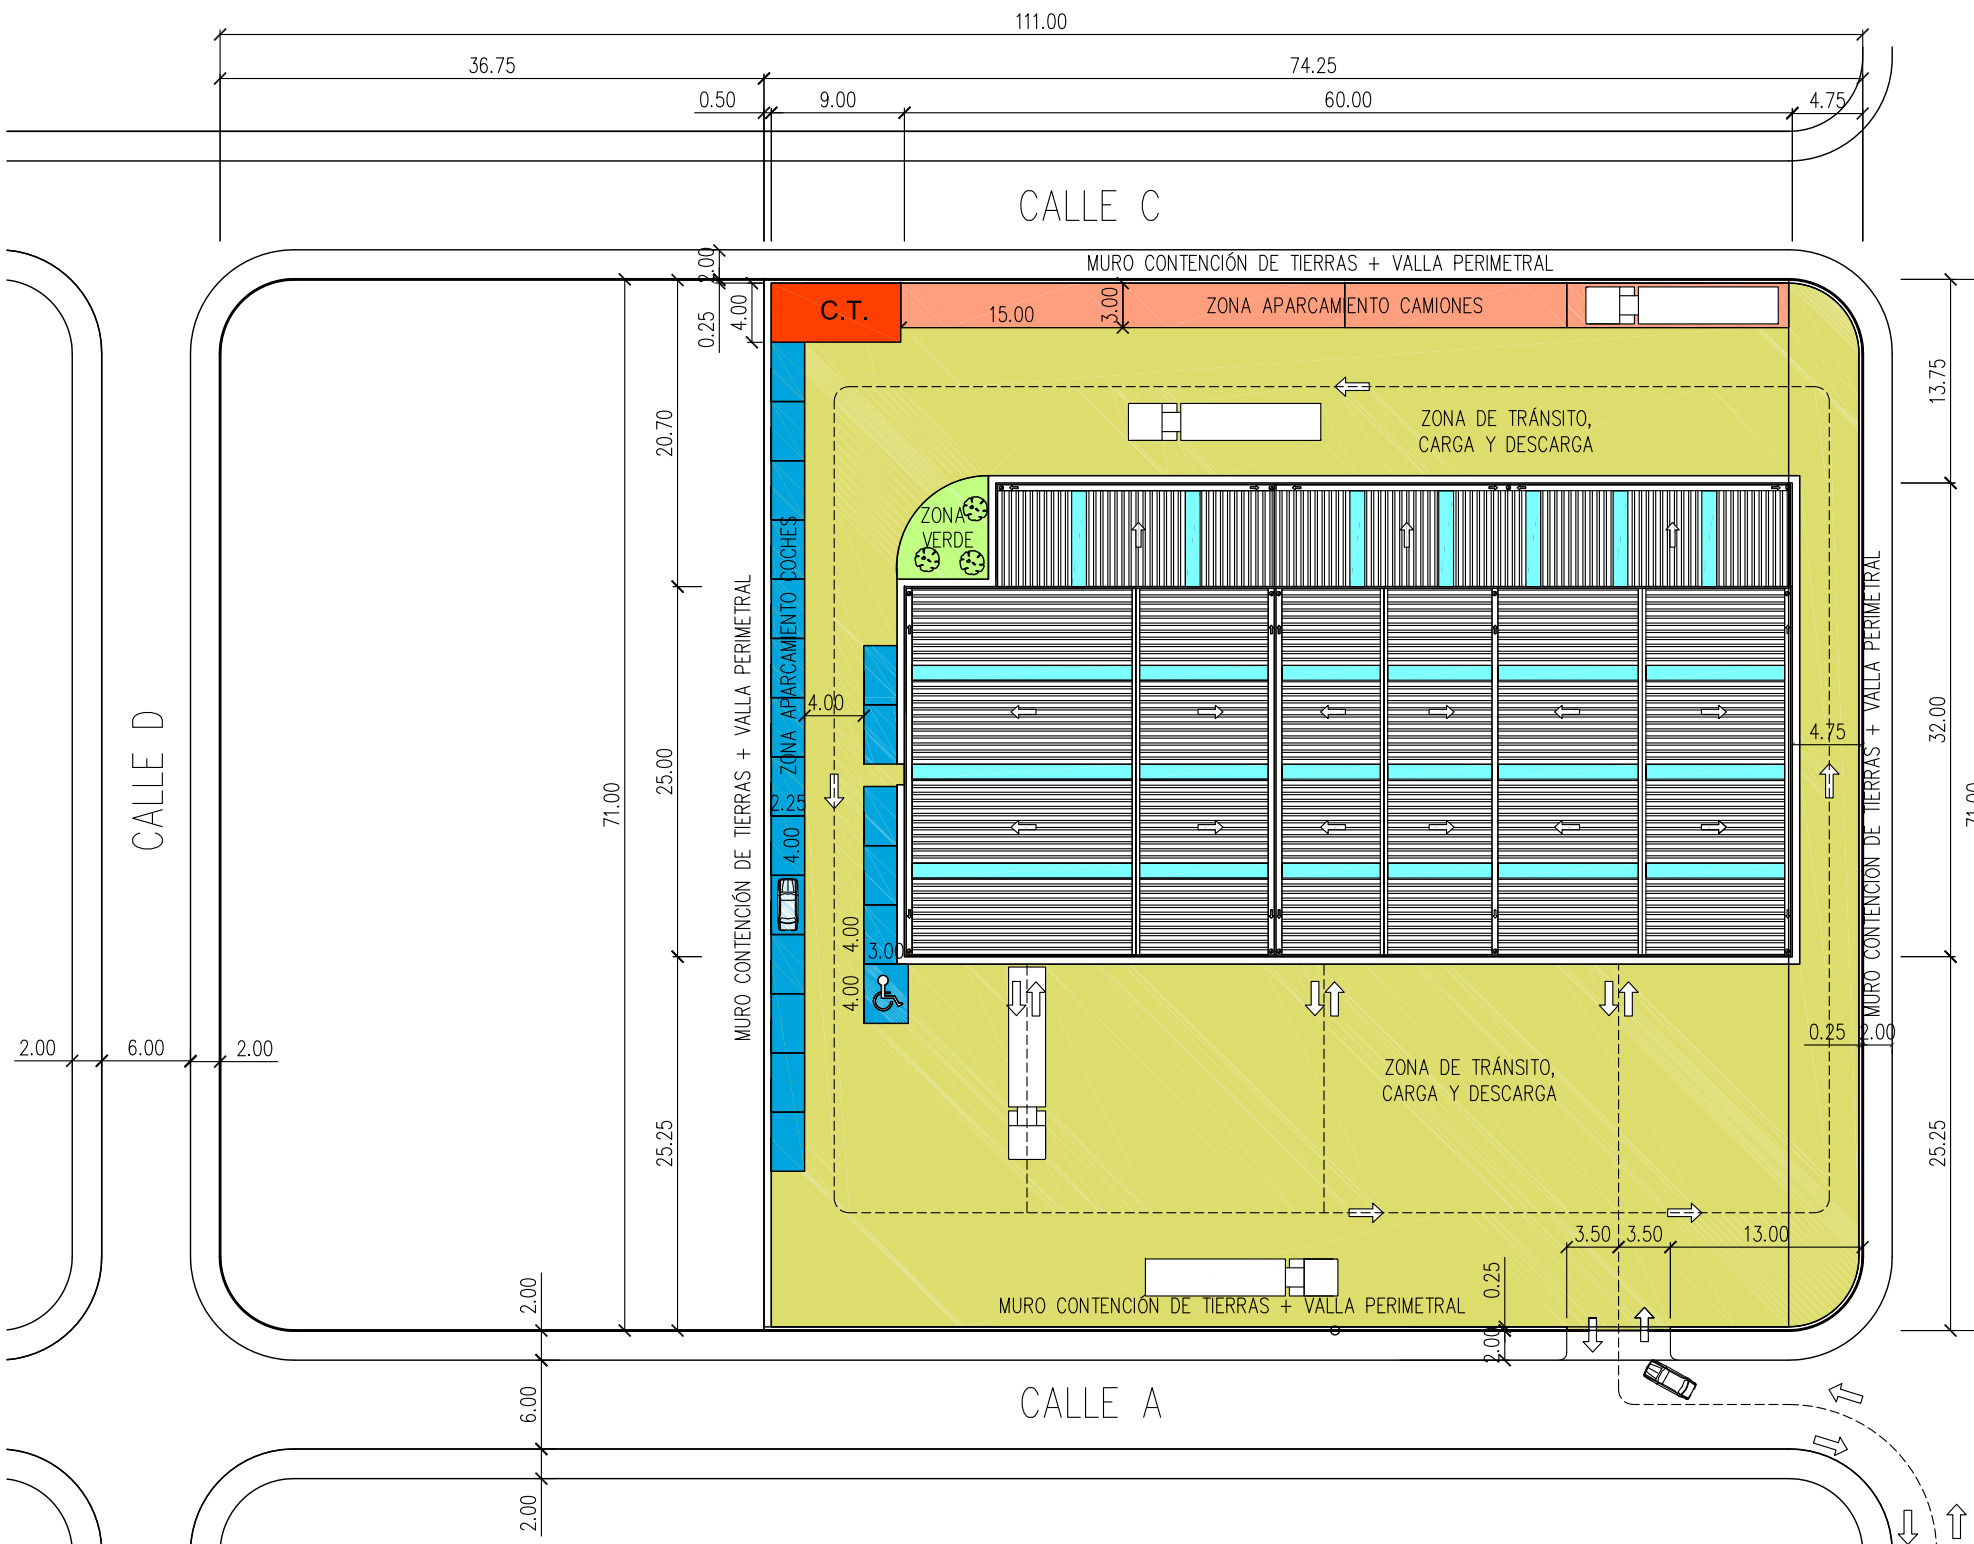 111.00
36.75
74.25
0.50
9.00
60.00
4.75
CALLE C
2.00
MURO CONTENCIÓN DE TIERRAS + VALLA PERIMETRAL
0.25
4.00
C.T.
15.00
3.00
ZONA APARCAMIENTO CAMIONES
13.75
20.70
ZONA DE TRÁNSITO,
CARGA Y DESCARGA
ZONA
VERDE
ZONA APARCAMIENTO COCHES
MURO CONTENCIÓN DE TIERRAS + VALLA PERIMETRAL
MURO CONTENCIÓN DE TIERRAS + VALLA PERIMETRAL
4.00
4.75
32.00
CALLE D
25.00
71.00
2.25
4.00
71.00
4.00
3.00
4.00
0.25
2.00
2.00
6.00
2.00
ZONA DE TRÁNSITO,
CARGA Y DESCARGA
25.25
25.25
3.50
3.50
13.00
0.25
2.00
MURO CONTENCIÓN DE TIERRAS + VALLA PERIMETRAL
2.00
6.00
CALLE A
2.00